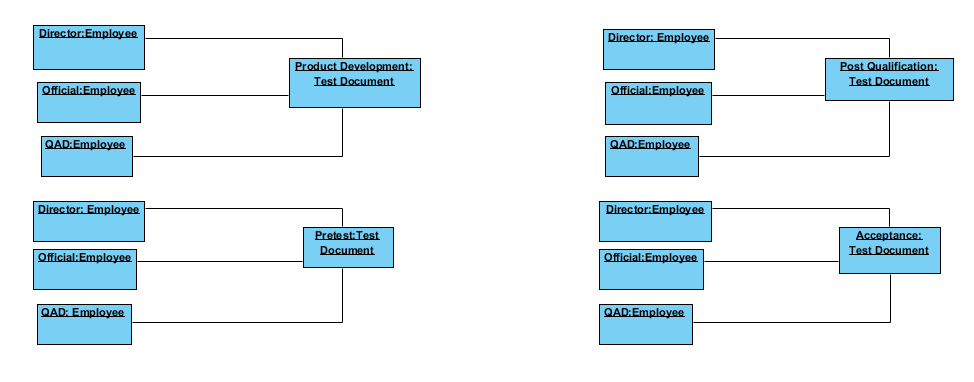 Director:Employee
Product Development:
Test Document
Official:Employee
QAD:Employee
Director: Employee
Post Qualification:
Test Document
Official:Employee
QAD:Employee
Director: Employee
Pretest:Test
Document
Official:Employee
QAD: Employee
Director:Employee
Acceptance:
Test Document
Official:Employee
QAD:Employee